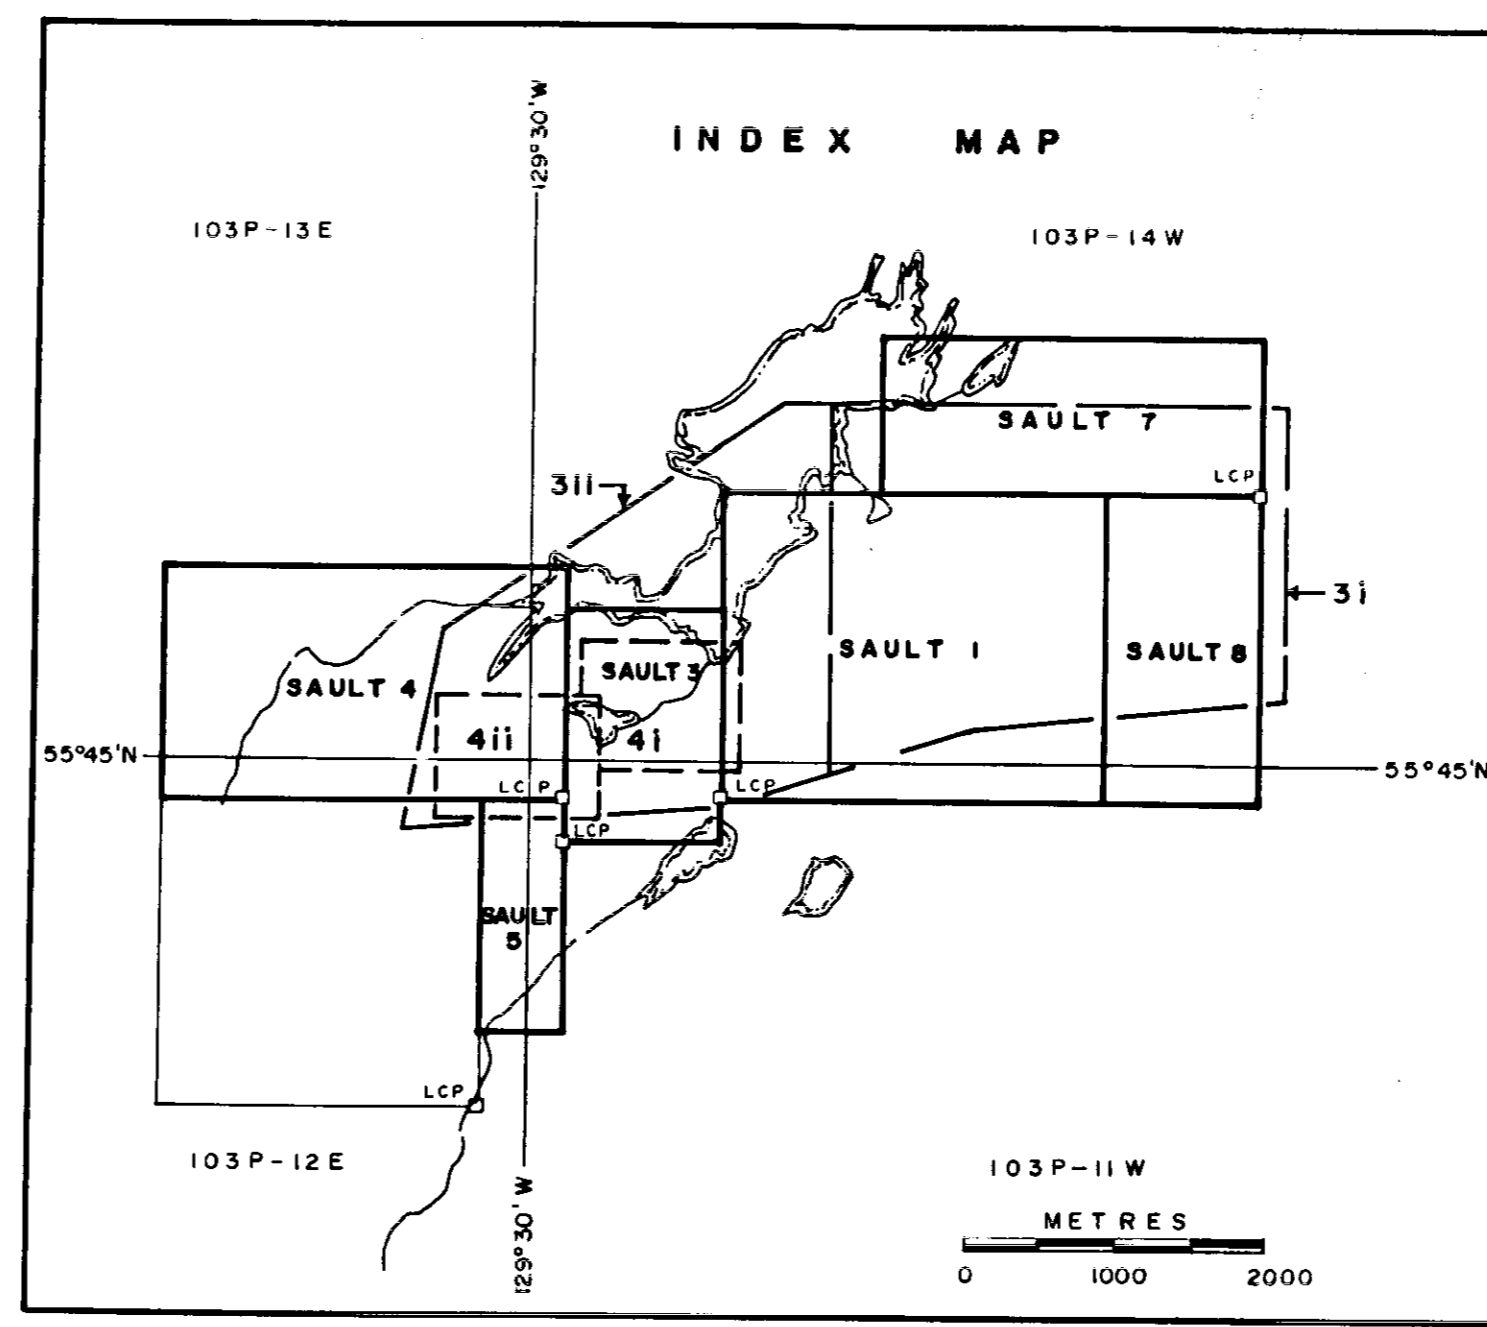 INDEX MAP
129°30'W
103P-13E
103P-14W
SAULT 7
LCP
3ii
3i
SAULT 1
SAULT 8
SAULT 3
SAULT 4
4ii
4i
55°45'N
55°45'N
LCP
LCP
LCP
SAULT
5
LCP
103P-12E
103P-11W
129°30'W
METRES
0 1000 2000